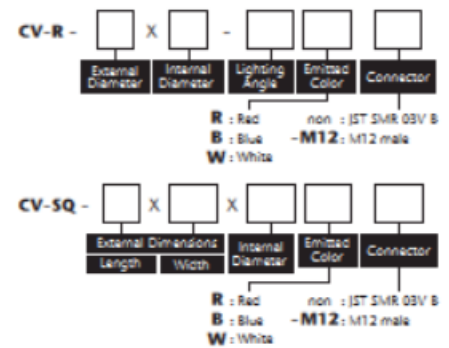 CV-R - x -
External Diameter Internal Diameter Lighting Angle Emitted Color Connector
R : Red non : JST SMR 03V B
B : Blue -M12 : M12 male
W : White
CV-SQ - x x
External Dimensions Internal Diameter Emitted Color Connector
Length Width
R : Red non : JST SMR 03V B
B : Blue -M12 : M12 male
W : White